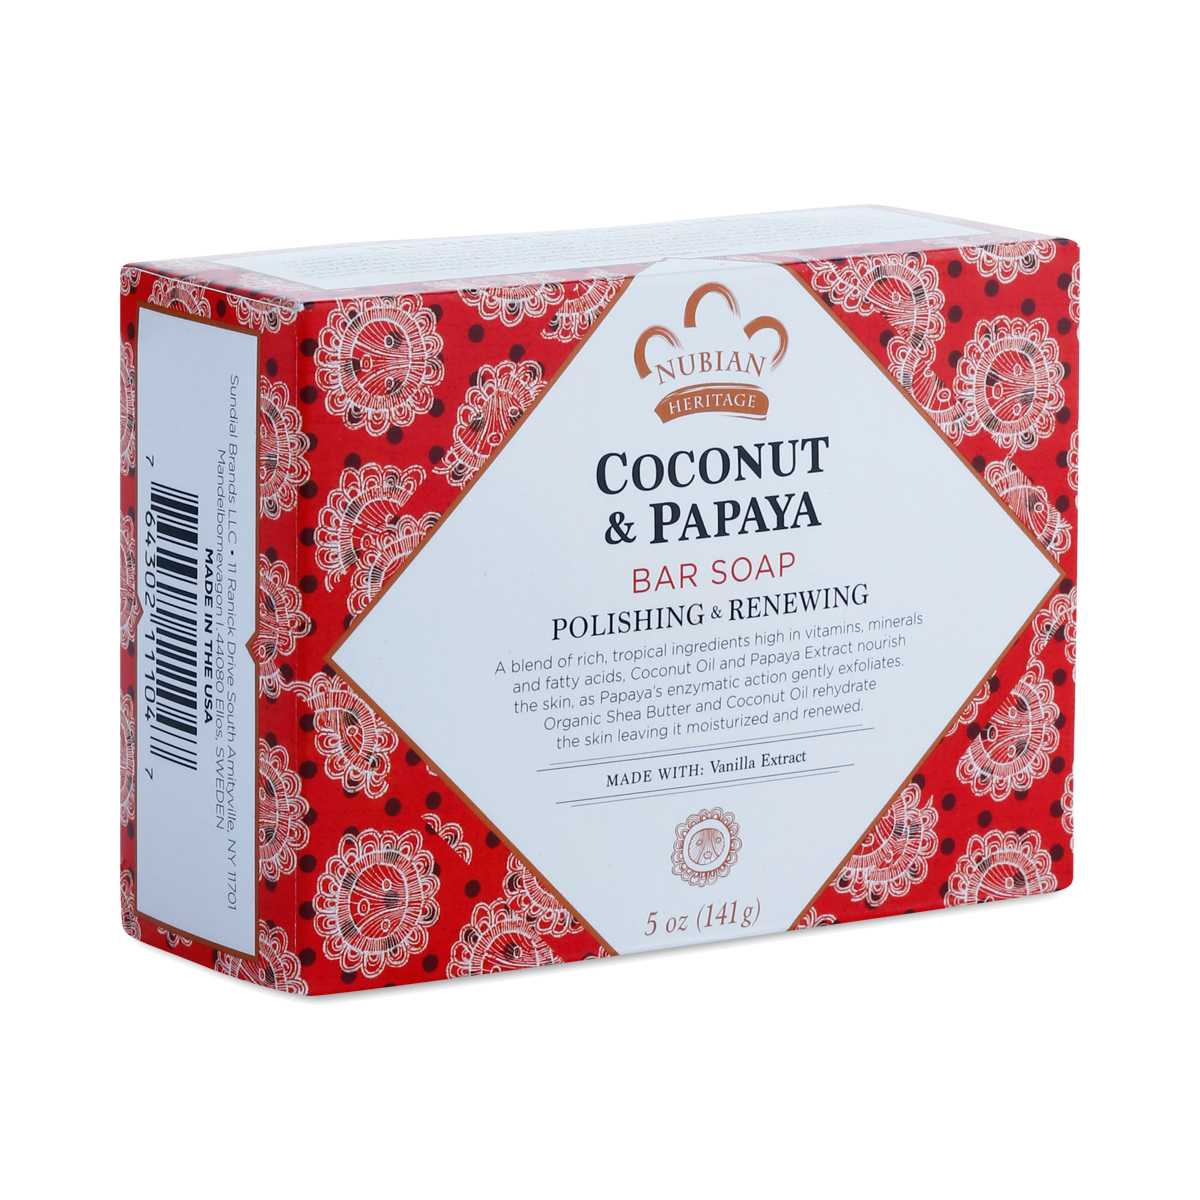 NUBIAN
HERITAGE
COCONUT
& PAPAYA
BAR SOAP
POLISHING & RENEWING
A blend of rich, tropical ingredients high in vitamins, minerals
and fatty acids, Coconut Oil and Papaya Extract nourish
the skin, as Papaya's enzymatic action gently exfoliates.
Organic Shea Butter and Coconut Oil rehydrate
the skin leaving it moisturized and renewed.
MADE WITH: Vanilla Extract
5 oz (141g)
Sundial Brands LLC • 11 Ranick Drive South Amityville, NY 11701
Mandelbornevagon 1 • 44080 Ellos, SWEDEN
MADE IN THE USA
7 64302 11104 7